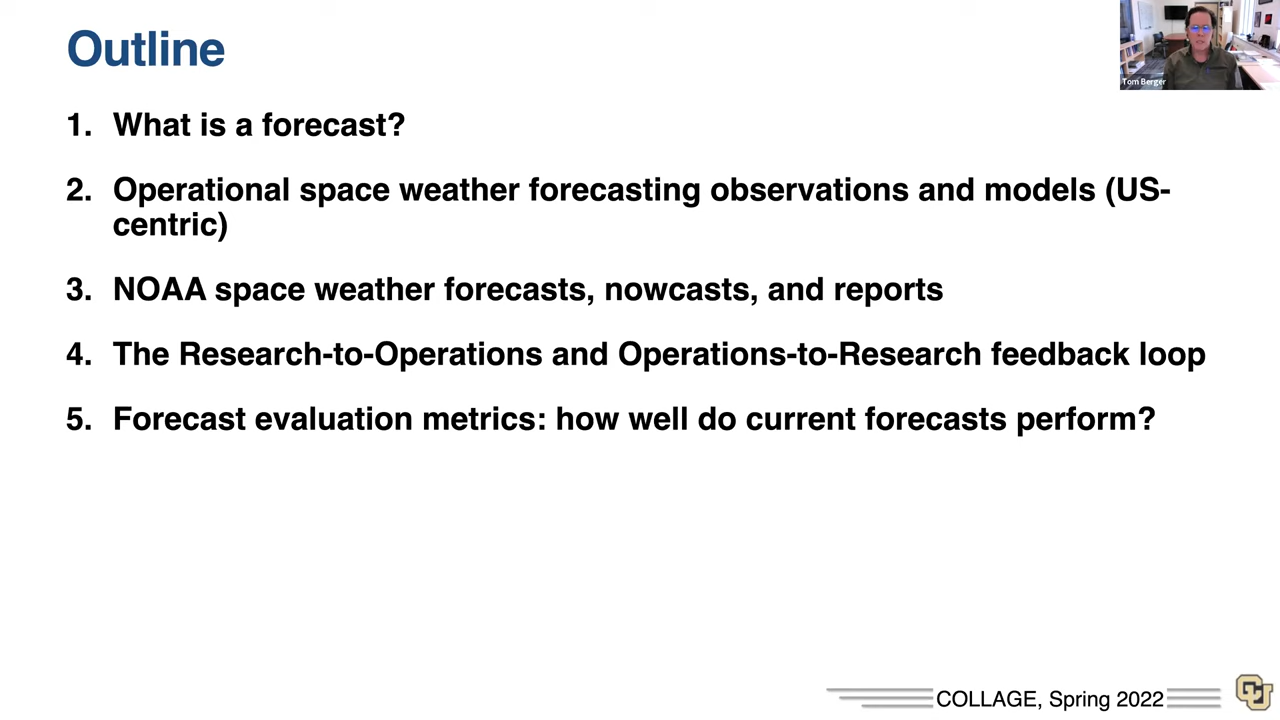 Outline
Tom Berger
1. What is a forecast?
2. Operational space weather forecasting observations and models (US-
centric)
3. NOAA space weather forecasts, nowcasts, and reports
4. The Research-to-Operations and Operations-to-Research feedback loop
5. Forecast evaluation metrics: how well do current forecasts perform?
COLLAGE, Spring 2022
CU